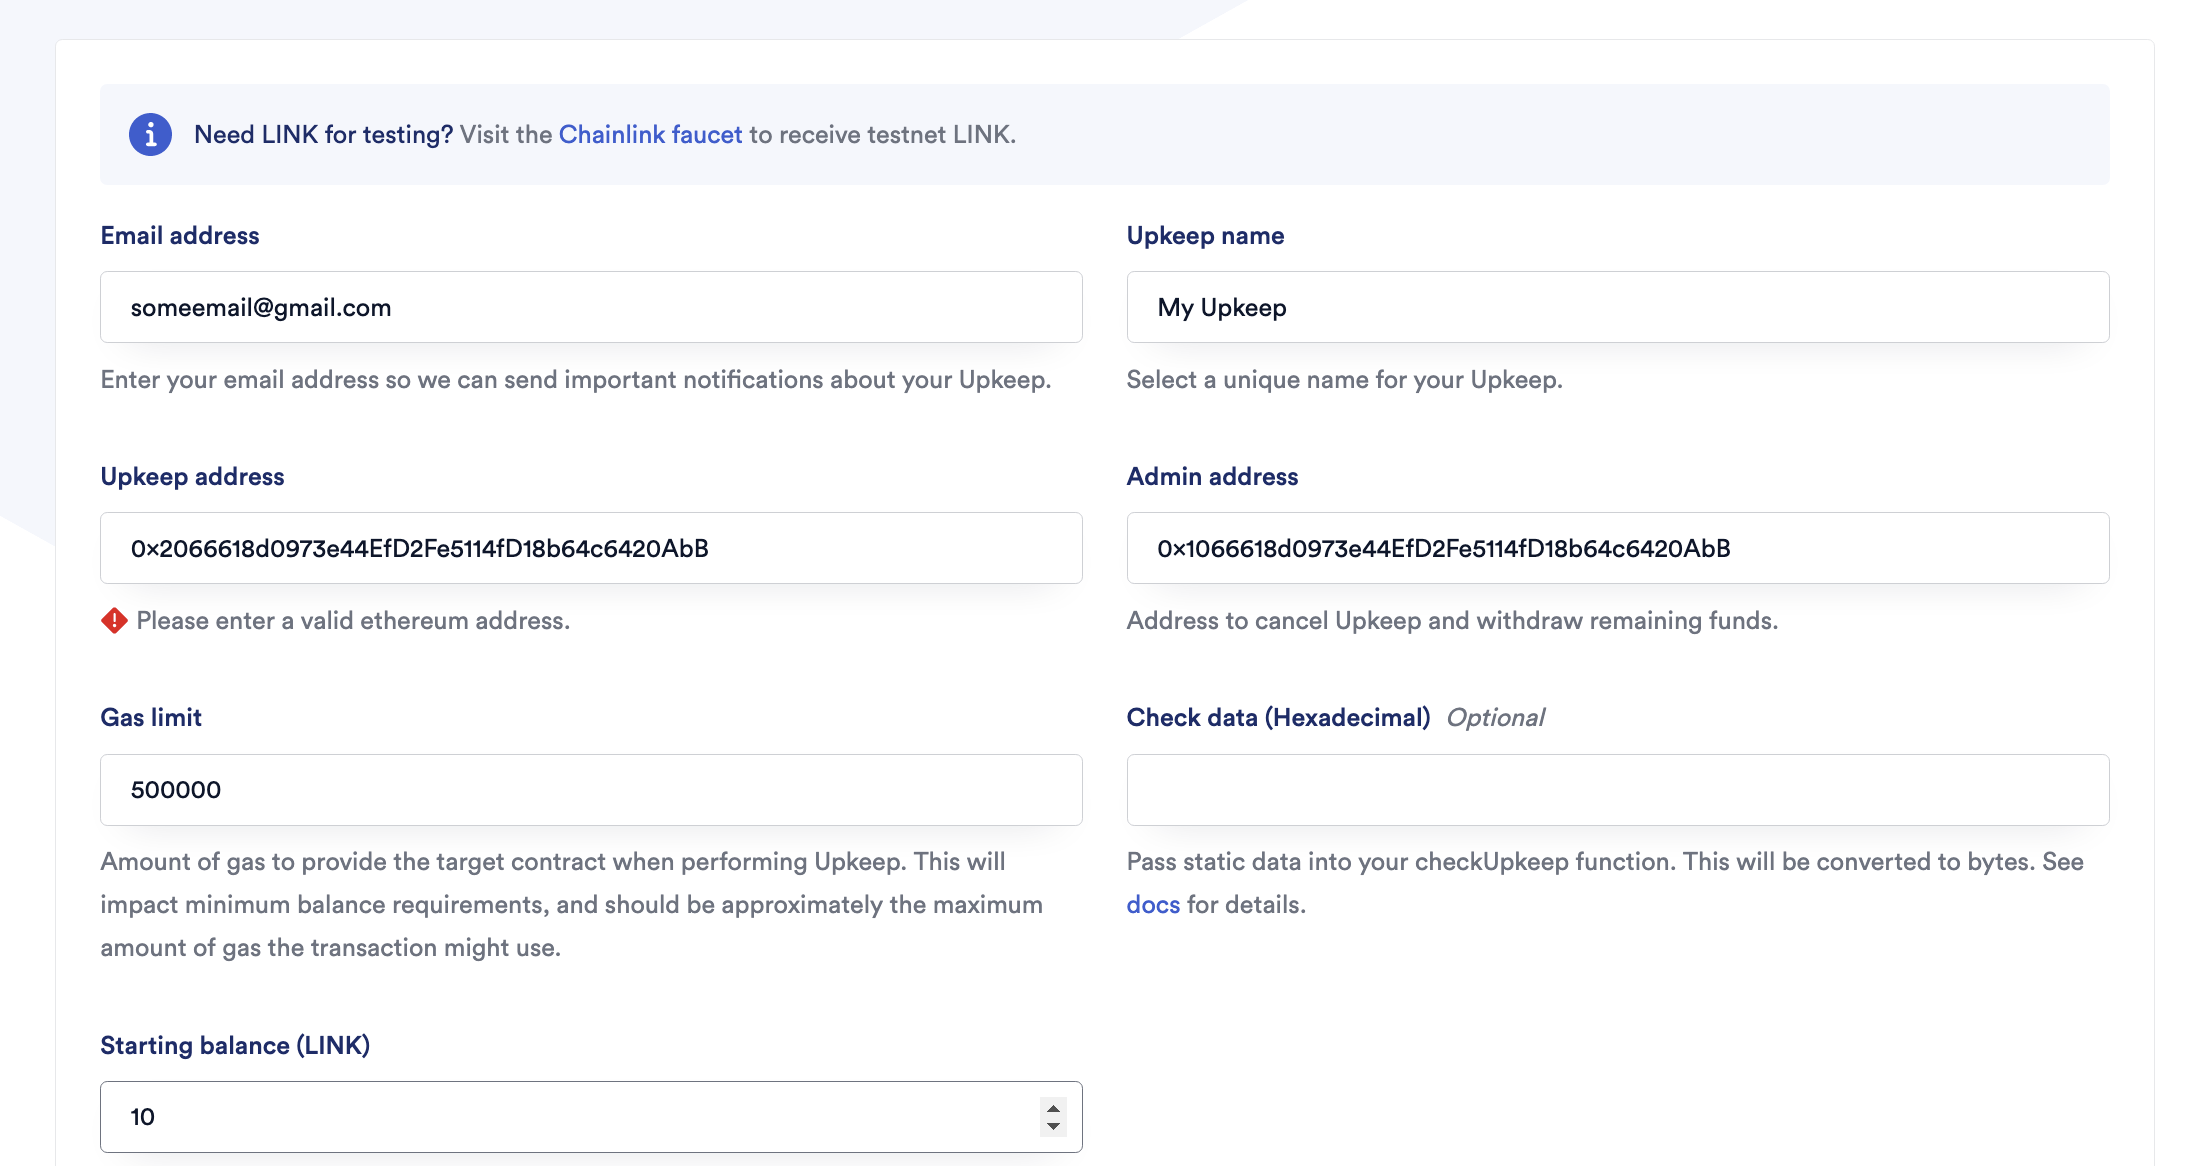 Need LINK for testing? Visit the Chainlink faucet to receive testnet LINK.
Email address
someemail@gmail.com
Enter your email address so we can send important notifications about your Upkeep.
Upkeep name
My Upkeep
Select a unique name for your Upkeep.
Upkeep address
0x2066618d0973e44EfD2Fe5114fD18b64c6420AbB
Please enter a valid ethereum address.
Admin address
0x1066618d0973e44EfD2Fe5114fD18b64c6420AbB
Address to cancel Upkeep and withdraw remaining funds.
Gas limit
500000
Amount of gas to provide the target contract when performing Upkeep. This will
impact minimum balance requirements, and should be approximately the maximum
amount of gas the transaction might use.
Check data (Hexadecimal) Optional
Pass static data into your checkUpkeep function. This will be converted to bytes. See
docs for details.
Starting balance (LINK)
10